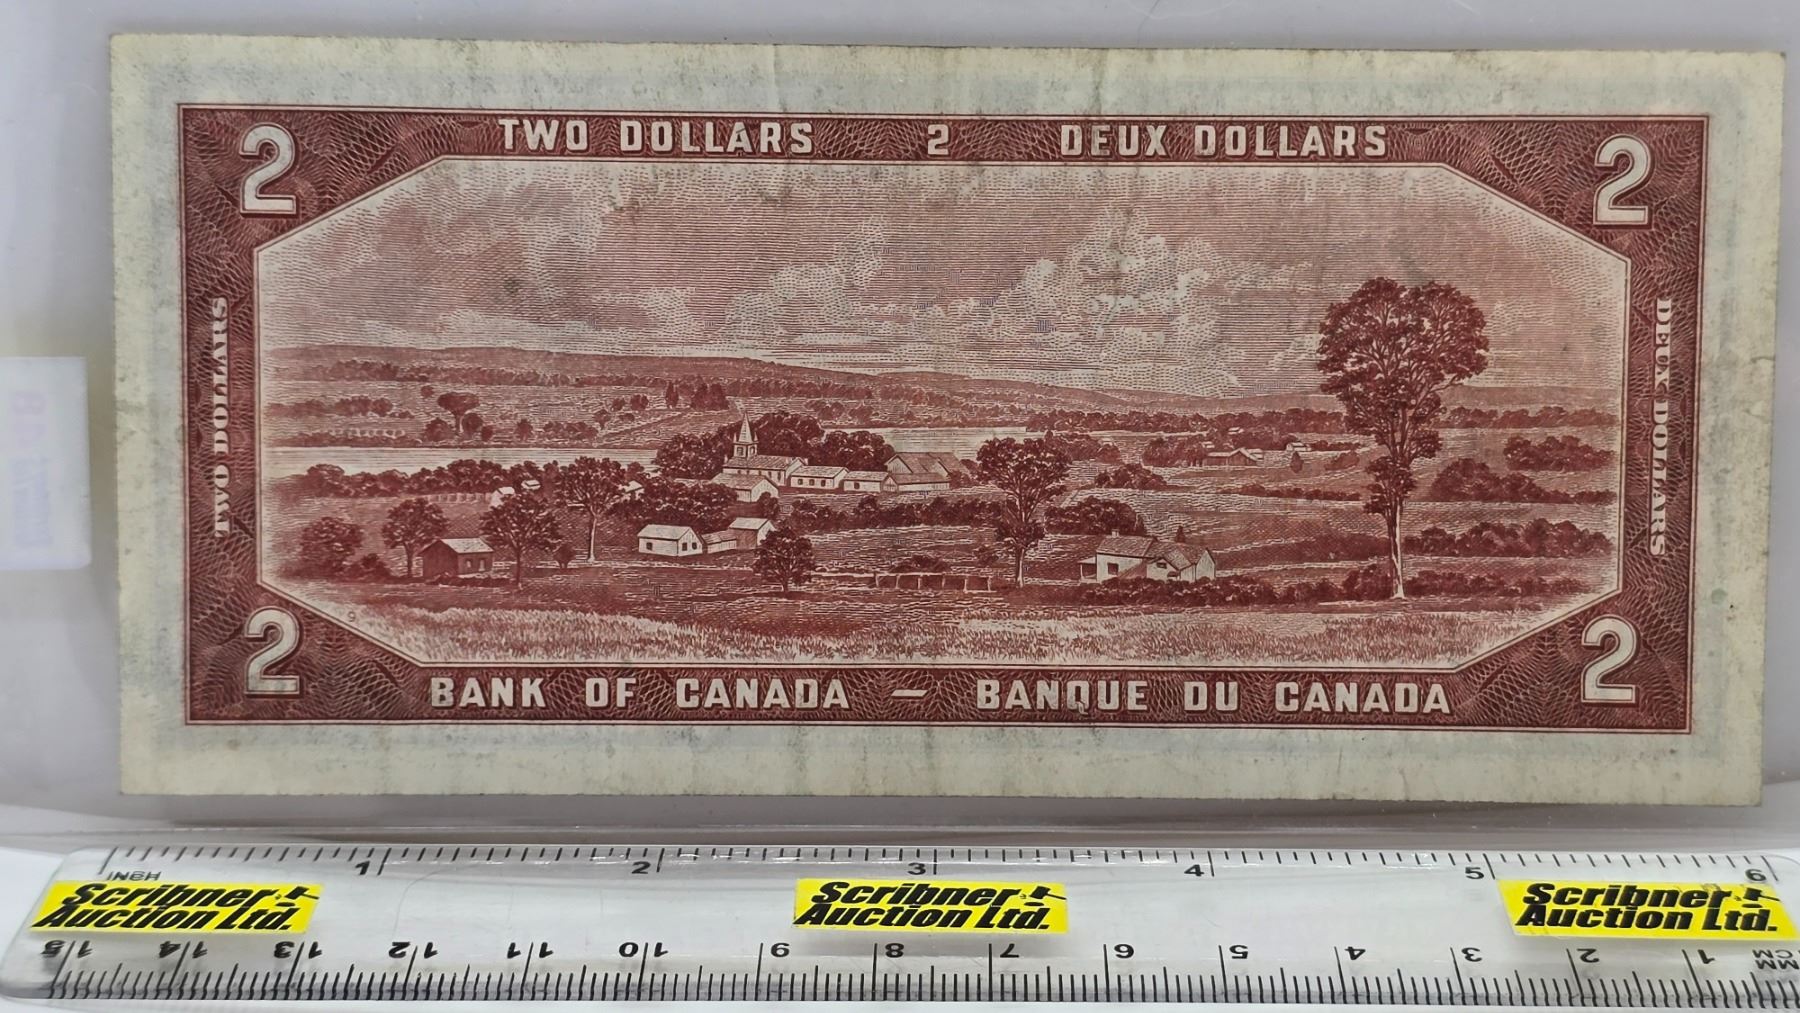 2 TWO DOLLARS 2 DEUX DOLLARS 2
TWO DOLLARS
DEUX DOLLARS
9
2 BANK OF CANADA — BANQUE DU CANADA 2
1 2 3 4 5 6
INCH
Scribner Auction Ltd. Scribner Auction Ltd. Scribner Auction Ltd.
15 14 13 12 11 10 9 8 7 6 5 4 3 2 1
CM
MM